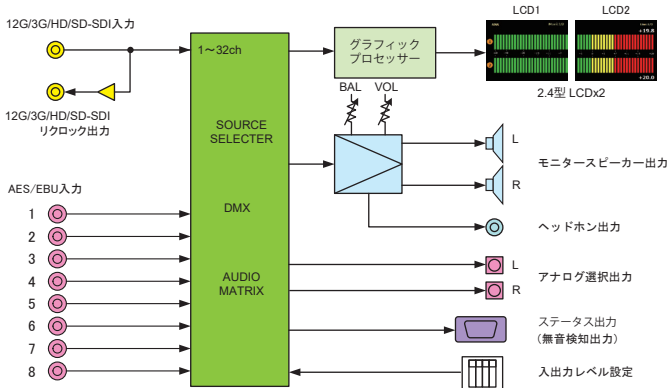 12G/3G/HD/SD-SDI入力
12G/3G/HD/SD-SDI
リクロック出力
AES/EBU入力
1
2
3
4
5
6
7
8
1～32ch
SOURCE
SELECTER
DMX
AUDIO
MATRIX
グラフィック
プロセッサー
BAL
VOL
LCD1
LCD2
+19.8
+20.0
2.4型 LCDx2
L
R
モニタースピーカー出力
ヘッドホン出力
L
R
アナログ選択出力
ステータス出力
(無音検知出力)
入出力レベル設定